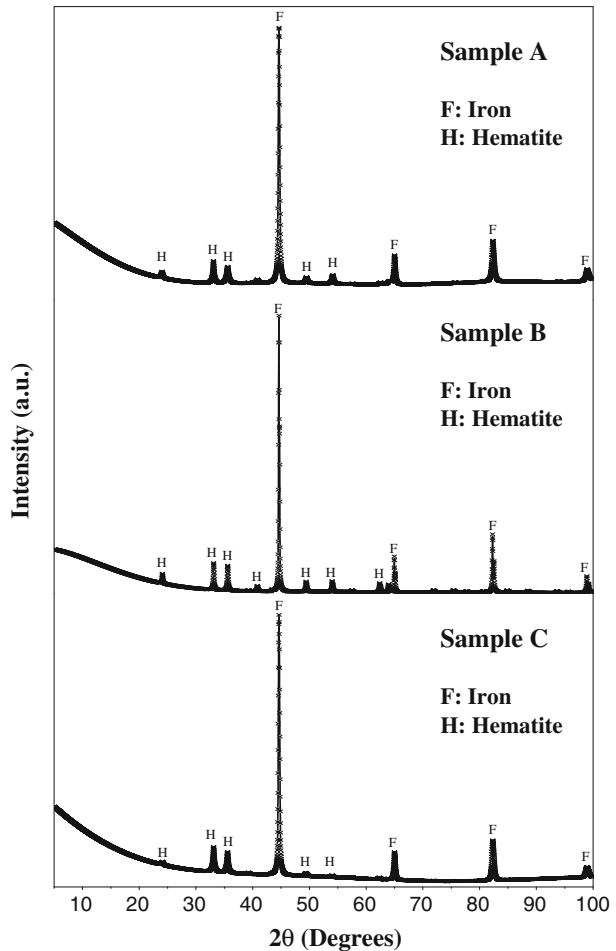 F
Sample A
F: Iron
H: Hematite
H
H
H
H
H
F
F
F
F
Sample B
F: Iron
H: Hematite
H
H
H
H
H
H
H
F
F
F
F
Sample C
F: Iron
H: Hematite
H
H
H
H
H
F
F
F
Intensity (a.u.)
10 20 30 40 50 60 70 80 90 100
2θ (Degrees)